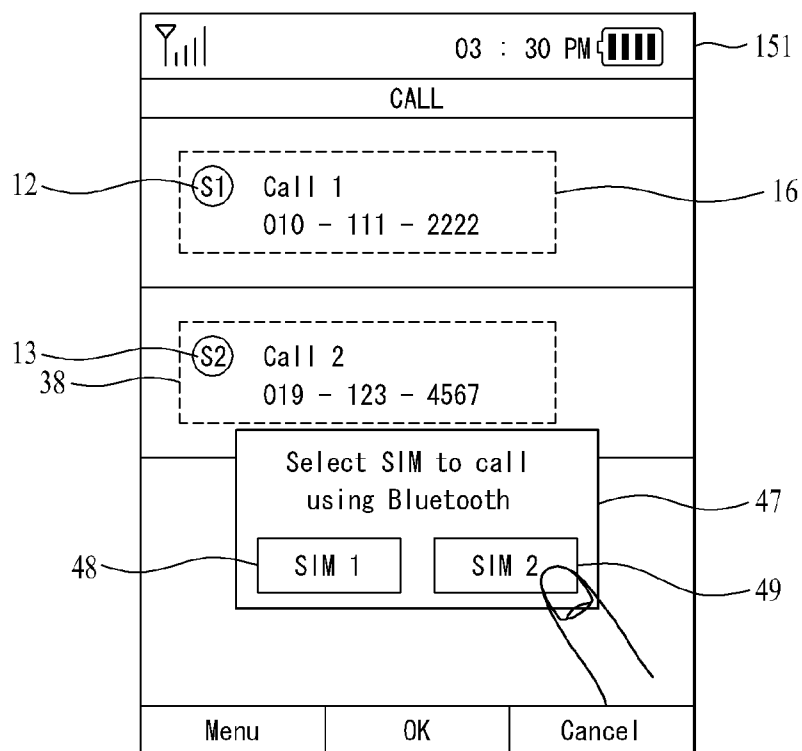 03 : 30 PM
151
CALL
12
S1
Call 1
16
010 - 111 - 2222
13
S2
Call 2
38
019 - 123 - 4567
Select SIM to call
using Bluetooth
47
48
SIM 1
SIM 2
49
Menu
OK
Cancel